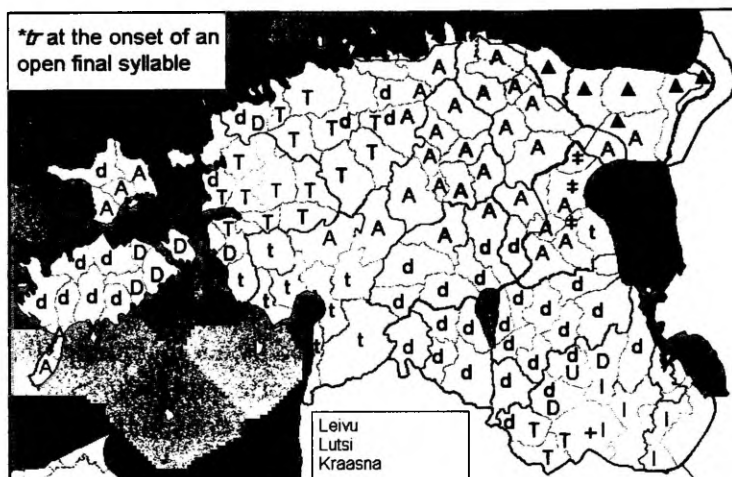 *tr at the onset of an
open final syllable
A
A ▲ ▲
T d A A A ▲ ▲
d D T T d T d A A A A ▲
d T T A A A A A ‡ A A
d A A d T T T T T A A A A ‡
A T T T T A A A A ‡ t
D D D t A A d d A A
d d d D D t t d
d d d d D t t d d d d
t t d d d d d
A d d d d d D d
d d U I
d D I
d T T + I I
T T I
Leivu
Lutsi
Kraasna